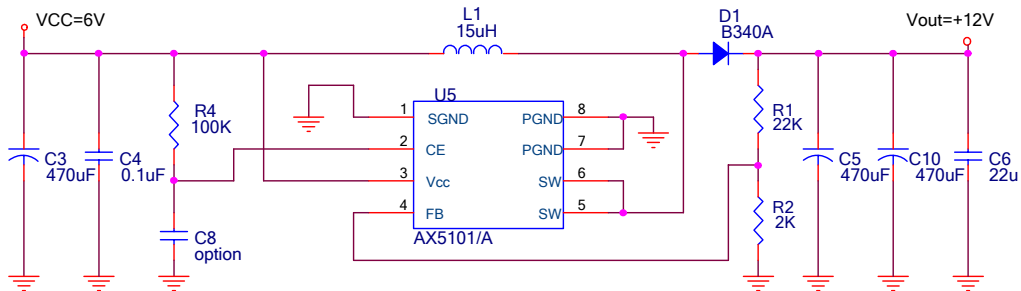 VCC=6V
L1
15uH
D1
B340A
Vout=+12V
U5
R4
100K
1
SGND
PGND
8
R1
22K
2
CE
PGND
7
C3
470uF
C4
0.1uF
3
Vcc
SW
6
C5
470uF
C10
470uF
C6
22u
4
FB
SW
5
R2
2K
C8
option
AX5101/A